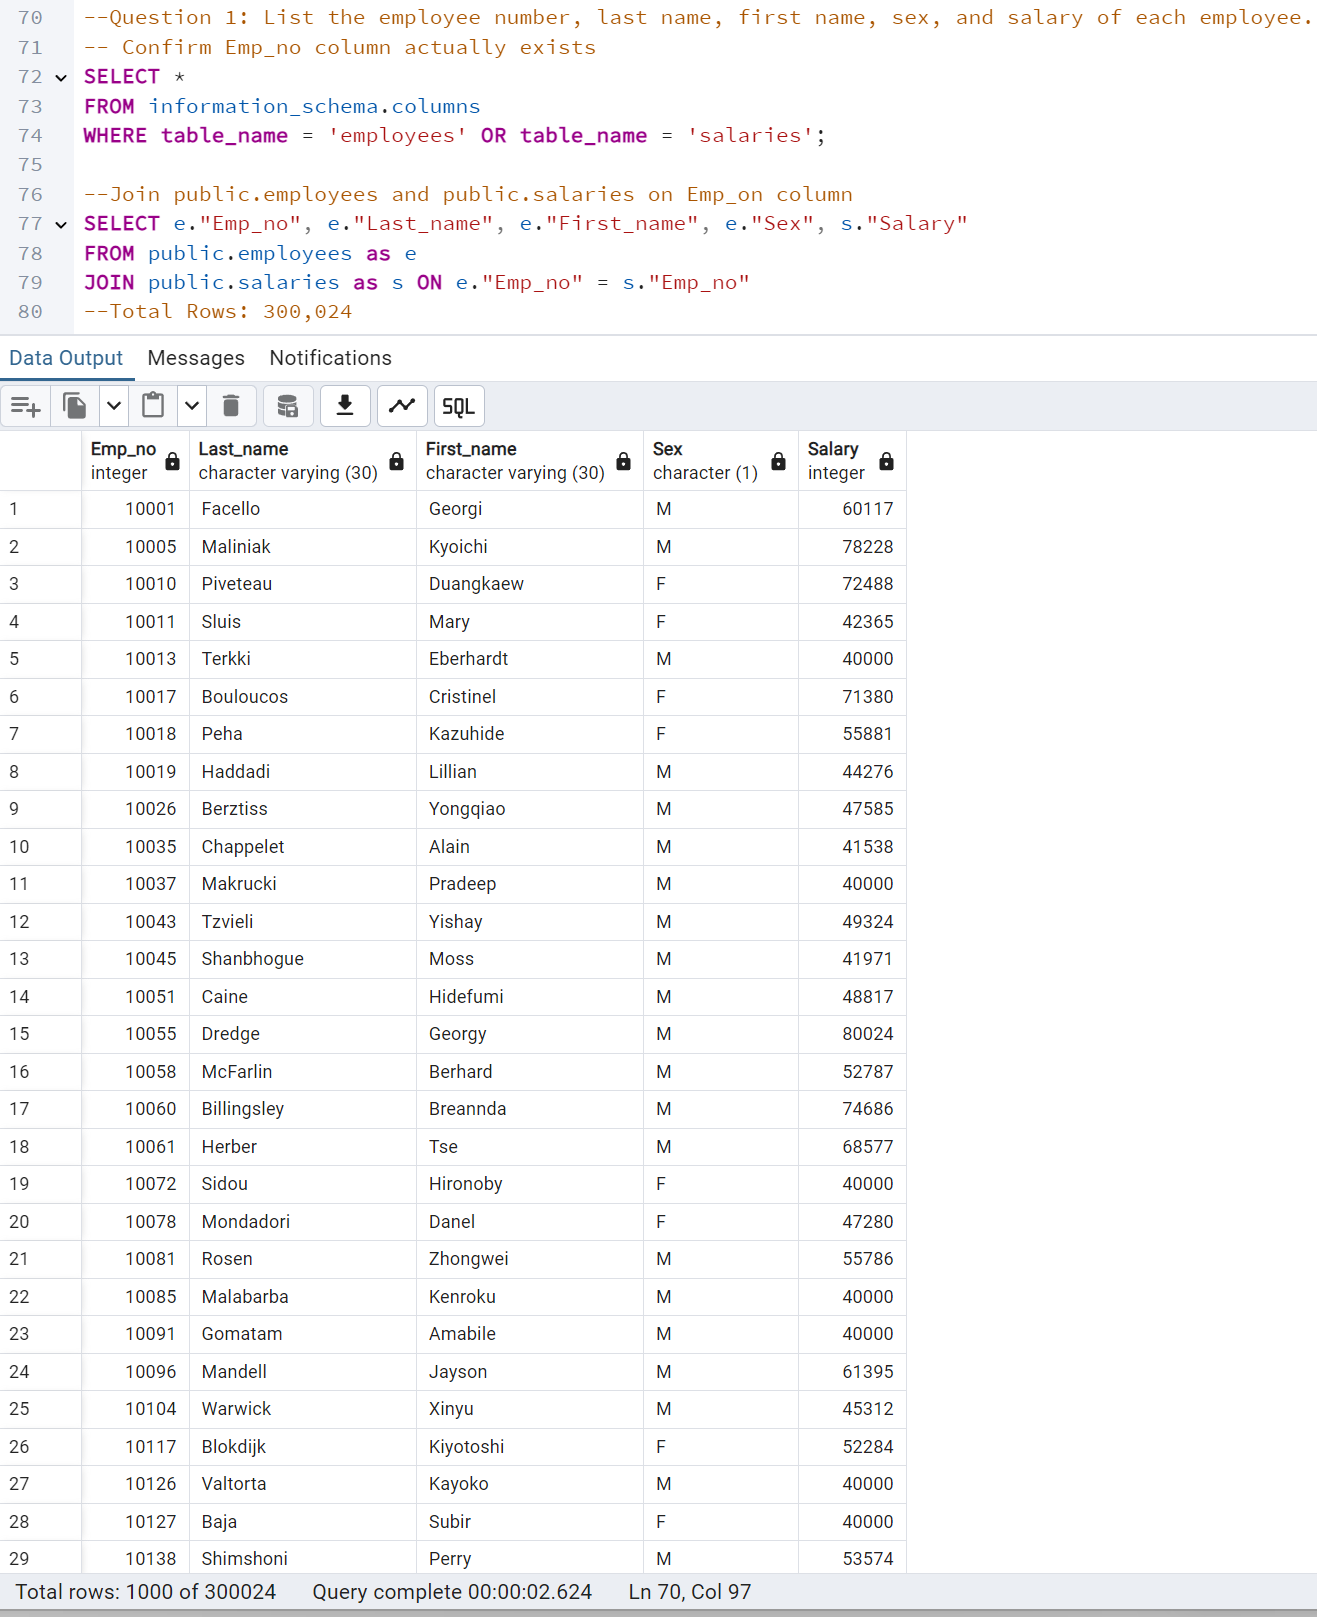 70 --Question 1: List the employee number, last name, first name, sex, and salary of each employee.
71 -- Confirm Emp_no column actually exists
72 SELECT *
73 FROM information_schema.columns
74 WHERE table_name = 'employees' OR table_name = 'salaries';
75
76 --Join public.employees and public.salaries on Emp_on column
77 SELECT e."Emp_no", e."Last_name", e."First_name", e."Sex", s."Salary"
78 FROM public.employees as e
79 JOIN public.salaries as s ON e."Emp_no" = s."Emp_no"
80 --Total Rows: 300,024
Data Output Messages Notifications
SQL
Emp_no Last_name First_name Sex Salary
integer character varying (30) character varying (30) character (1) integer
1 10001 Facello Georgi M 60117
2 10005 Maliniak Kyoichi M 78228
3 10010 Piveteau Duangkaew F 72488
4 10011 Sluis Mary F 42365
5 10013 Terkki Eberhardt M 40000
6 10017 Bouloucos Cristinel F 71380
7 10018 Peha Kazuhide F 55881
8 10019 Haddadi Lillian M 44276
9 10026 Berztiss Yongqiao M 47585
10 10035 Chappelet Alain M 41538
11 10037 Makrucki Pradeep M 40000
12 10043 Tzvieli Yishay M 49324
13 10045 Shanbhogue Moss M 41971
14 10051 Caine Hidefumi M 48817
15 10055 Dredge Georgy M 80024
16 10058 McFarlin Berhard M 52787
17 10060 Billingsley Breannda M 74686
18 10061 Herber Tse M 68577
19 10072 Sidou Hironoby F 40000
20 10078 Mondadori Danel F 47280
21 10081 Rosen Zhongwei M 55786
22 10085 Malabarba Kenroku M 40000
23 10091 Gomatam Amabile M 40000
24 10096 Mandell Jayson M 61395
25 10104 Warwick Xinyu M 45312
26 10117 Blokdijk Kiyotoshi F 52284
27 10126 Valtorta Kayoko M 40000
28 10127 Baja Subir F 40000
29 10138 Shimshoni Perry M 53574
Total rows: 1000 of 300024 Query complete 00:00:02.624 Ln 70, Col 97